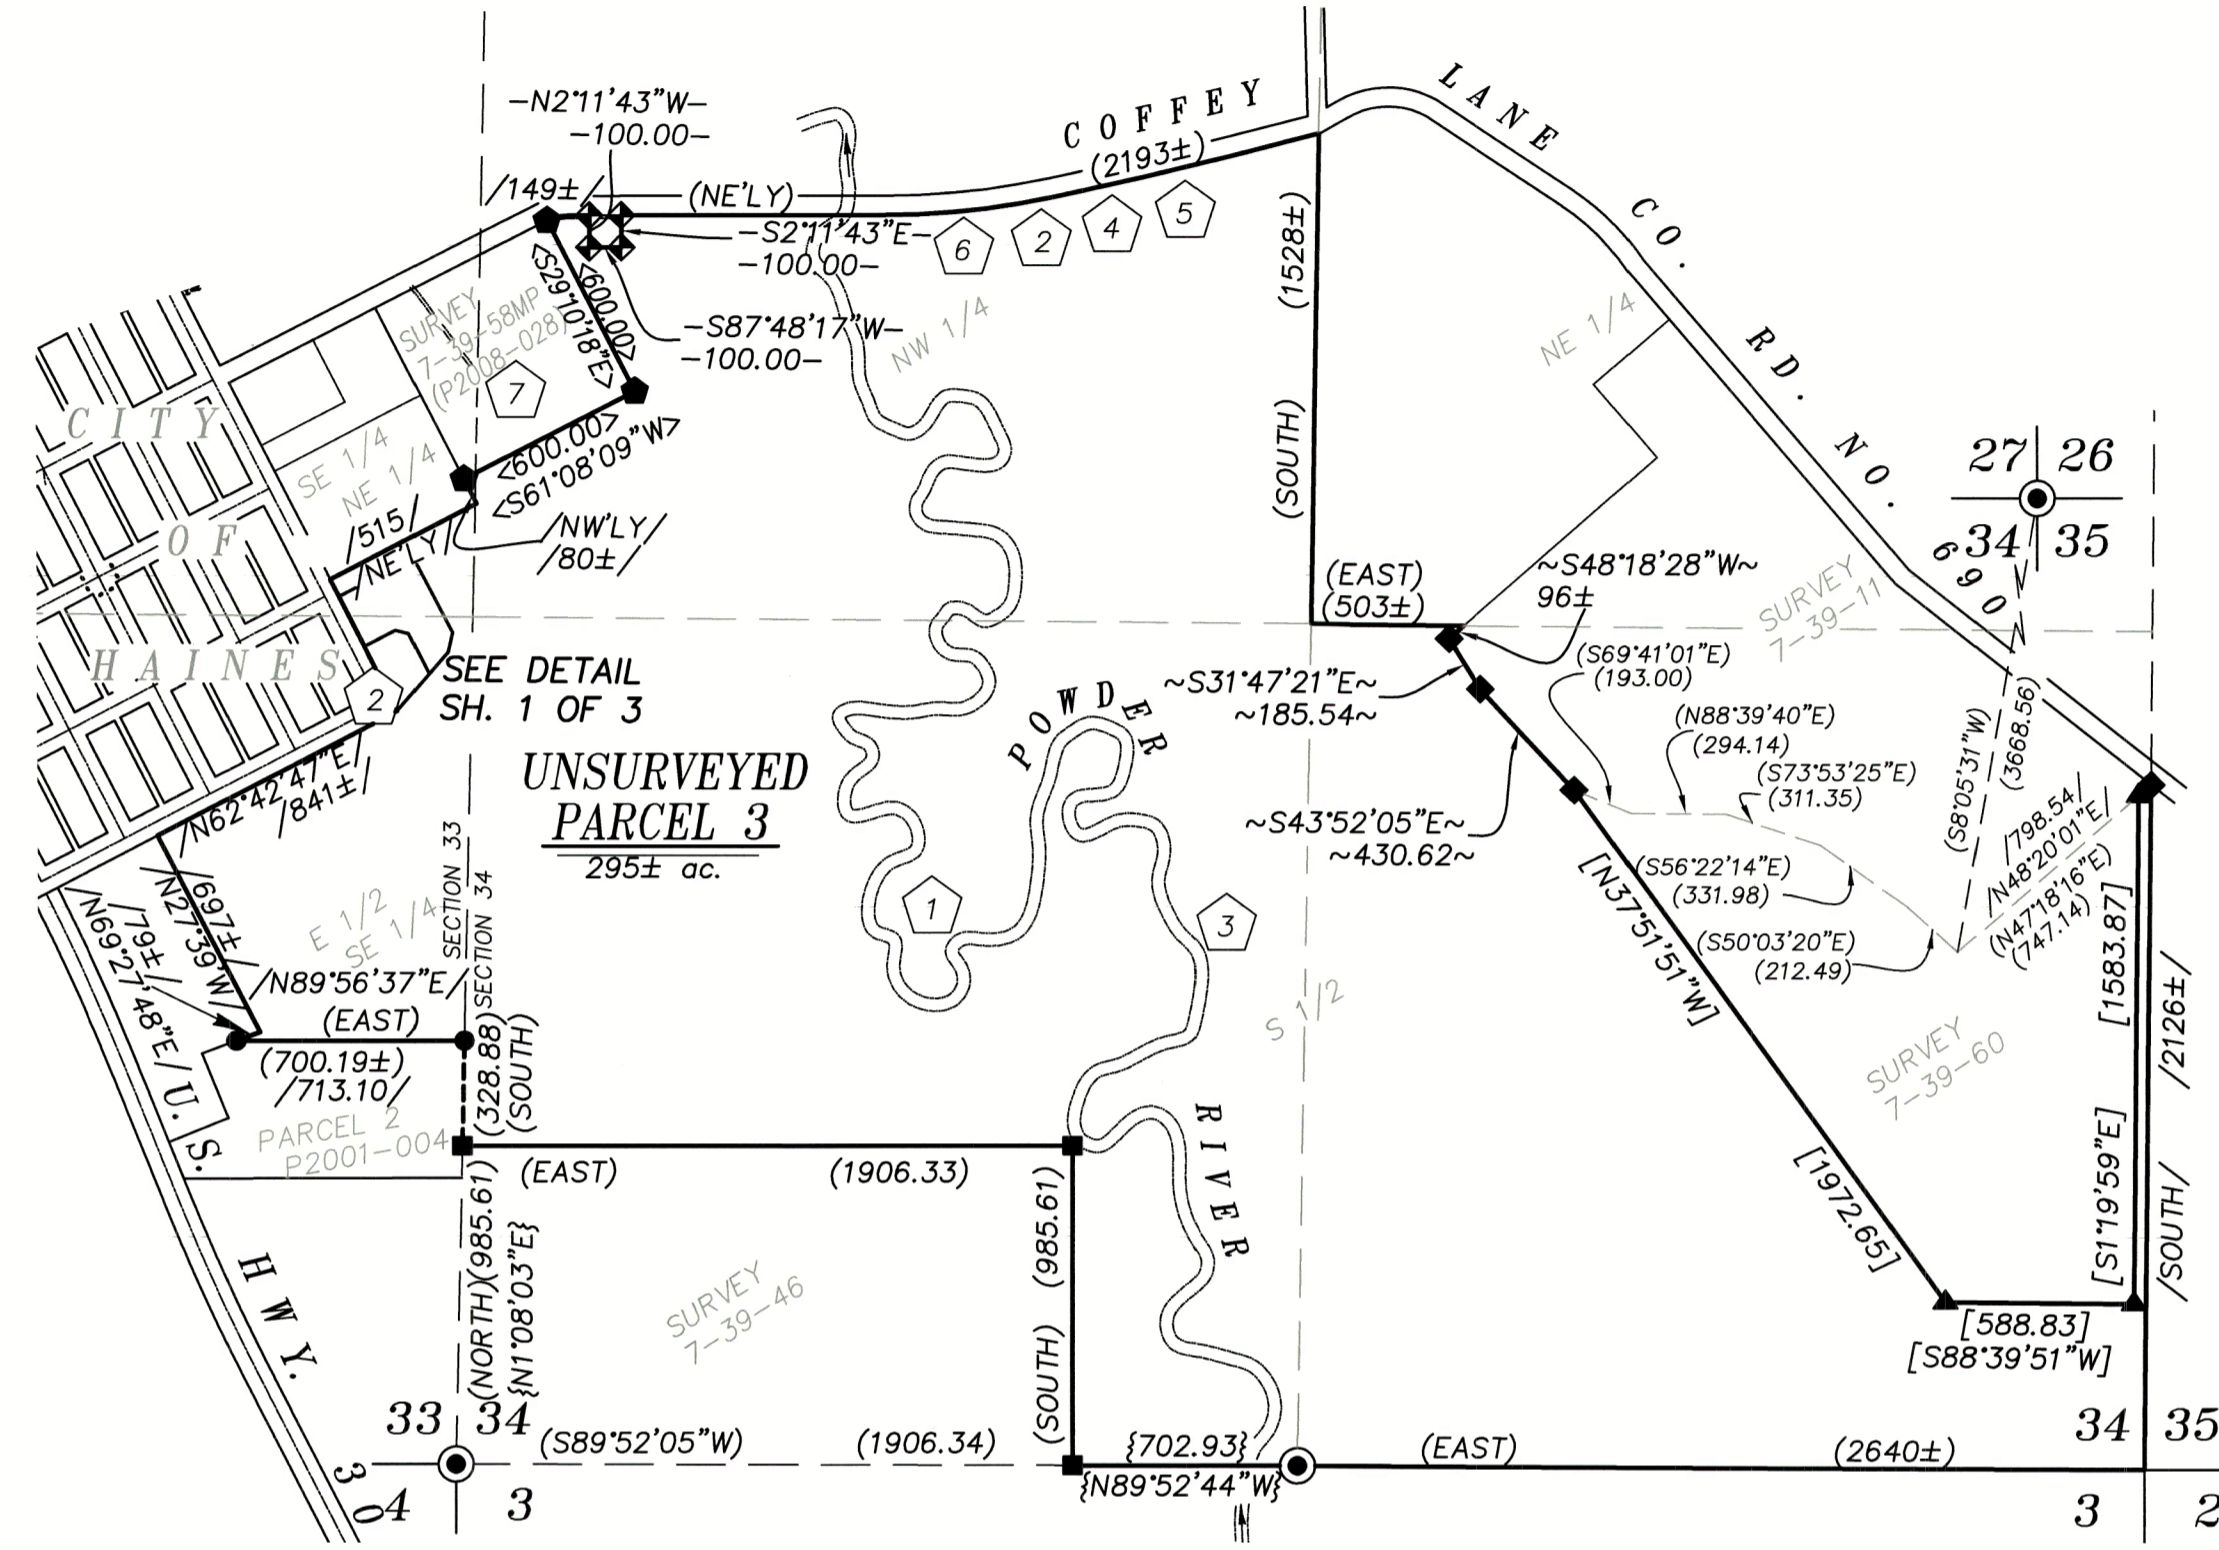 —N2°11'43"W—
—100.00—
COFFEY LANE CO. RD. NO. 690
/149±/
(NE'LY)
(2193±)
—S2°11'43"E—
—100.00—
6
2
4
5
<S29°10'18"E>
<600.00>
—S87°48'17"W—
—100.00—
NW 1/4
(1528±)
(SOUTH)
NE 1/4
SURVEY
7-39-58MP
(P2008-028)
7
CITY
OF
HAINES
SE 1/4
NE 1/4
<600.00>
<S61°08'09"W>
/515/
/NE'LY/
/NW'LY/
/80±/
27 26
34 35
(EAST)
(503±)
~S48°18'28"W~
96±
SURVEY
7-39-11
2
SEE DETAIL
SH. 1 OF 3
~S31°47'21"E~
~185.54~
(S69°41'01"E)
(193.00)
(N88°39'40"E)
(294.14)
(S73°53'25"E)
(311.35)
(S8°05'31"W)
(3668.56)
UNSURVEYED
PARCEL 3
295± ac.
POWDER
RIVER
/N62°42'47"E/
/841±/
~S43°52'05"E~
~430.62~
(S56°22'14"E)
(331.98)
(S50°03'20"E)
(212.49)
/798.54/
/N48°20'01"E/
(N47°18'16"E)
(747.14)
/697±/
/N27°39'W/
/79±/
/N69°27'48"E/
E 1/2
SE 1/4
SECTION 33
SECTION 34
1
3
[N37°51'51"W]
[1972.65]
[1583.87]
[S1°19'59"E]
/2126±/
/SOUTH/
/N89°56'37"E/
(EAST)
(700.19±)
/713.10/
(328.88)
(SOUTH)
S 1/2
SURVEY
7-39-60
PARCEL 2
P2001-004
(EAST) (1906.33)
(NORTH)(985.61)
{N1°08'03"E}
(985.61)
(SOUTH)
SURVEY
7-39-46
[588.83]
[S88°39'51"W]
U. S. HWY. 30
33 34
4 3
(S89°52'05"W) (1906.34)
{702.93}
{N89°52'44"W}
(EAST) (2640±)
34 35
3 2